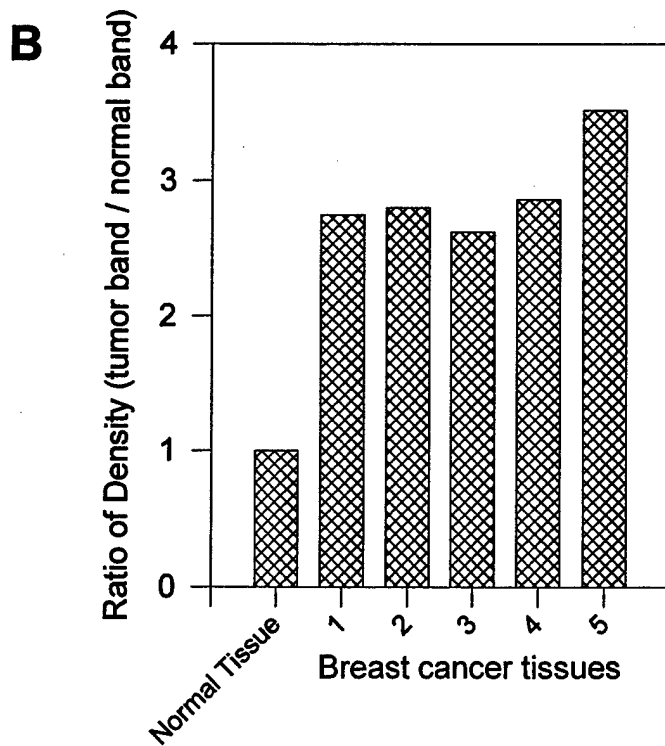 B
Ratio of Density (tumor band / normal band)
4
3
2
1
0
Normal Tissue
1
2
3
4
5
Breast cancer tissues